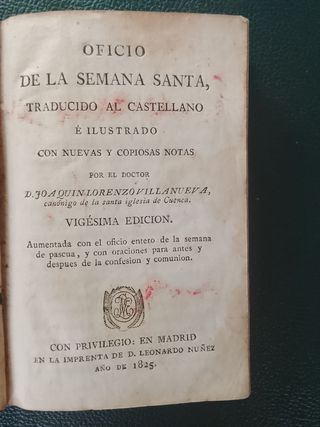 OFICIO
DE LA SEMANA SANTA,
TRADUCIDO AL CASTELLANO
É ILUSTRADO
CON NUEVAS Y COPIOSAS NOTAS
POR EL DOCTOR
D. JOAQUIN LORENZO VILLANUEVA,
canónigo de la santa iglesia de Cuenca.
VIGÉSIMA EDICION.
Aumentada con el oficio entero de la semana
de pascua, y con oraciones para antes y
despues de la confesion y comunion.
CON PRIVILEGIO: EN MADRID
EN LA IMPRENTA DE D. LEONARDO NUÑEZ
AÑO DE 1825.